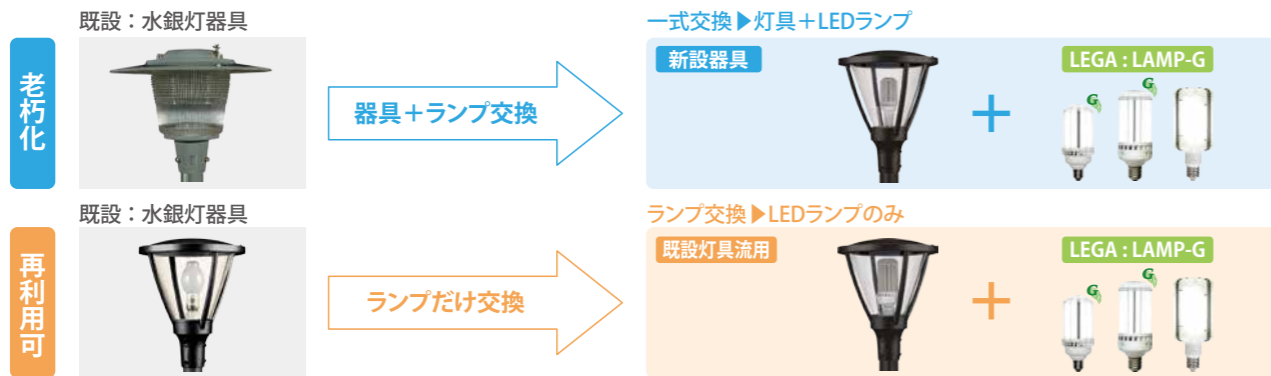 既設：水銀灯器具
一式交換▶灯具＋LEDランプ
老朽化
器具＋ランプ交換
新設器具
＋
LEGA : LAMP-G
G
G
既設：水銀灯器具
ランプ交換▶LEDランプのみ
再利用可
ランプだけ交換
既設灯具流用
＋
LEGA : LAMP-G
G
G